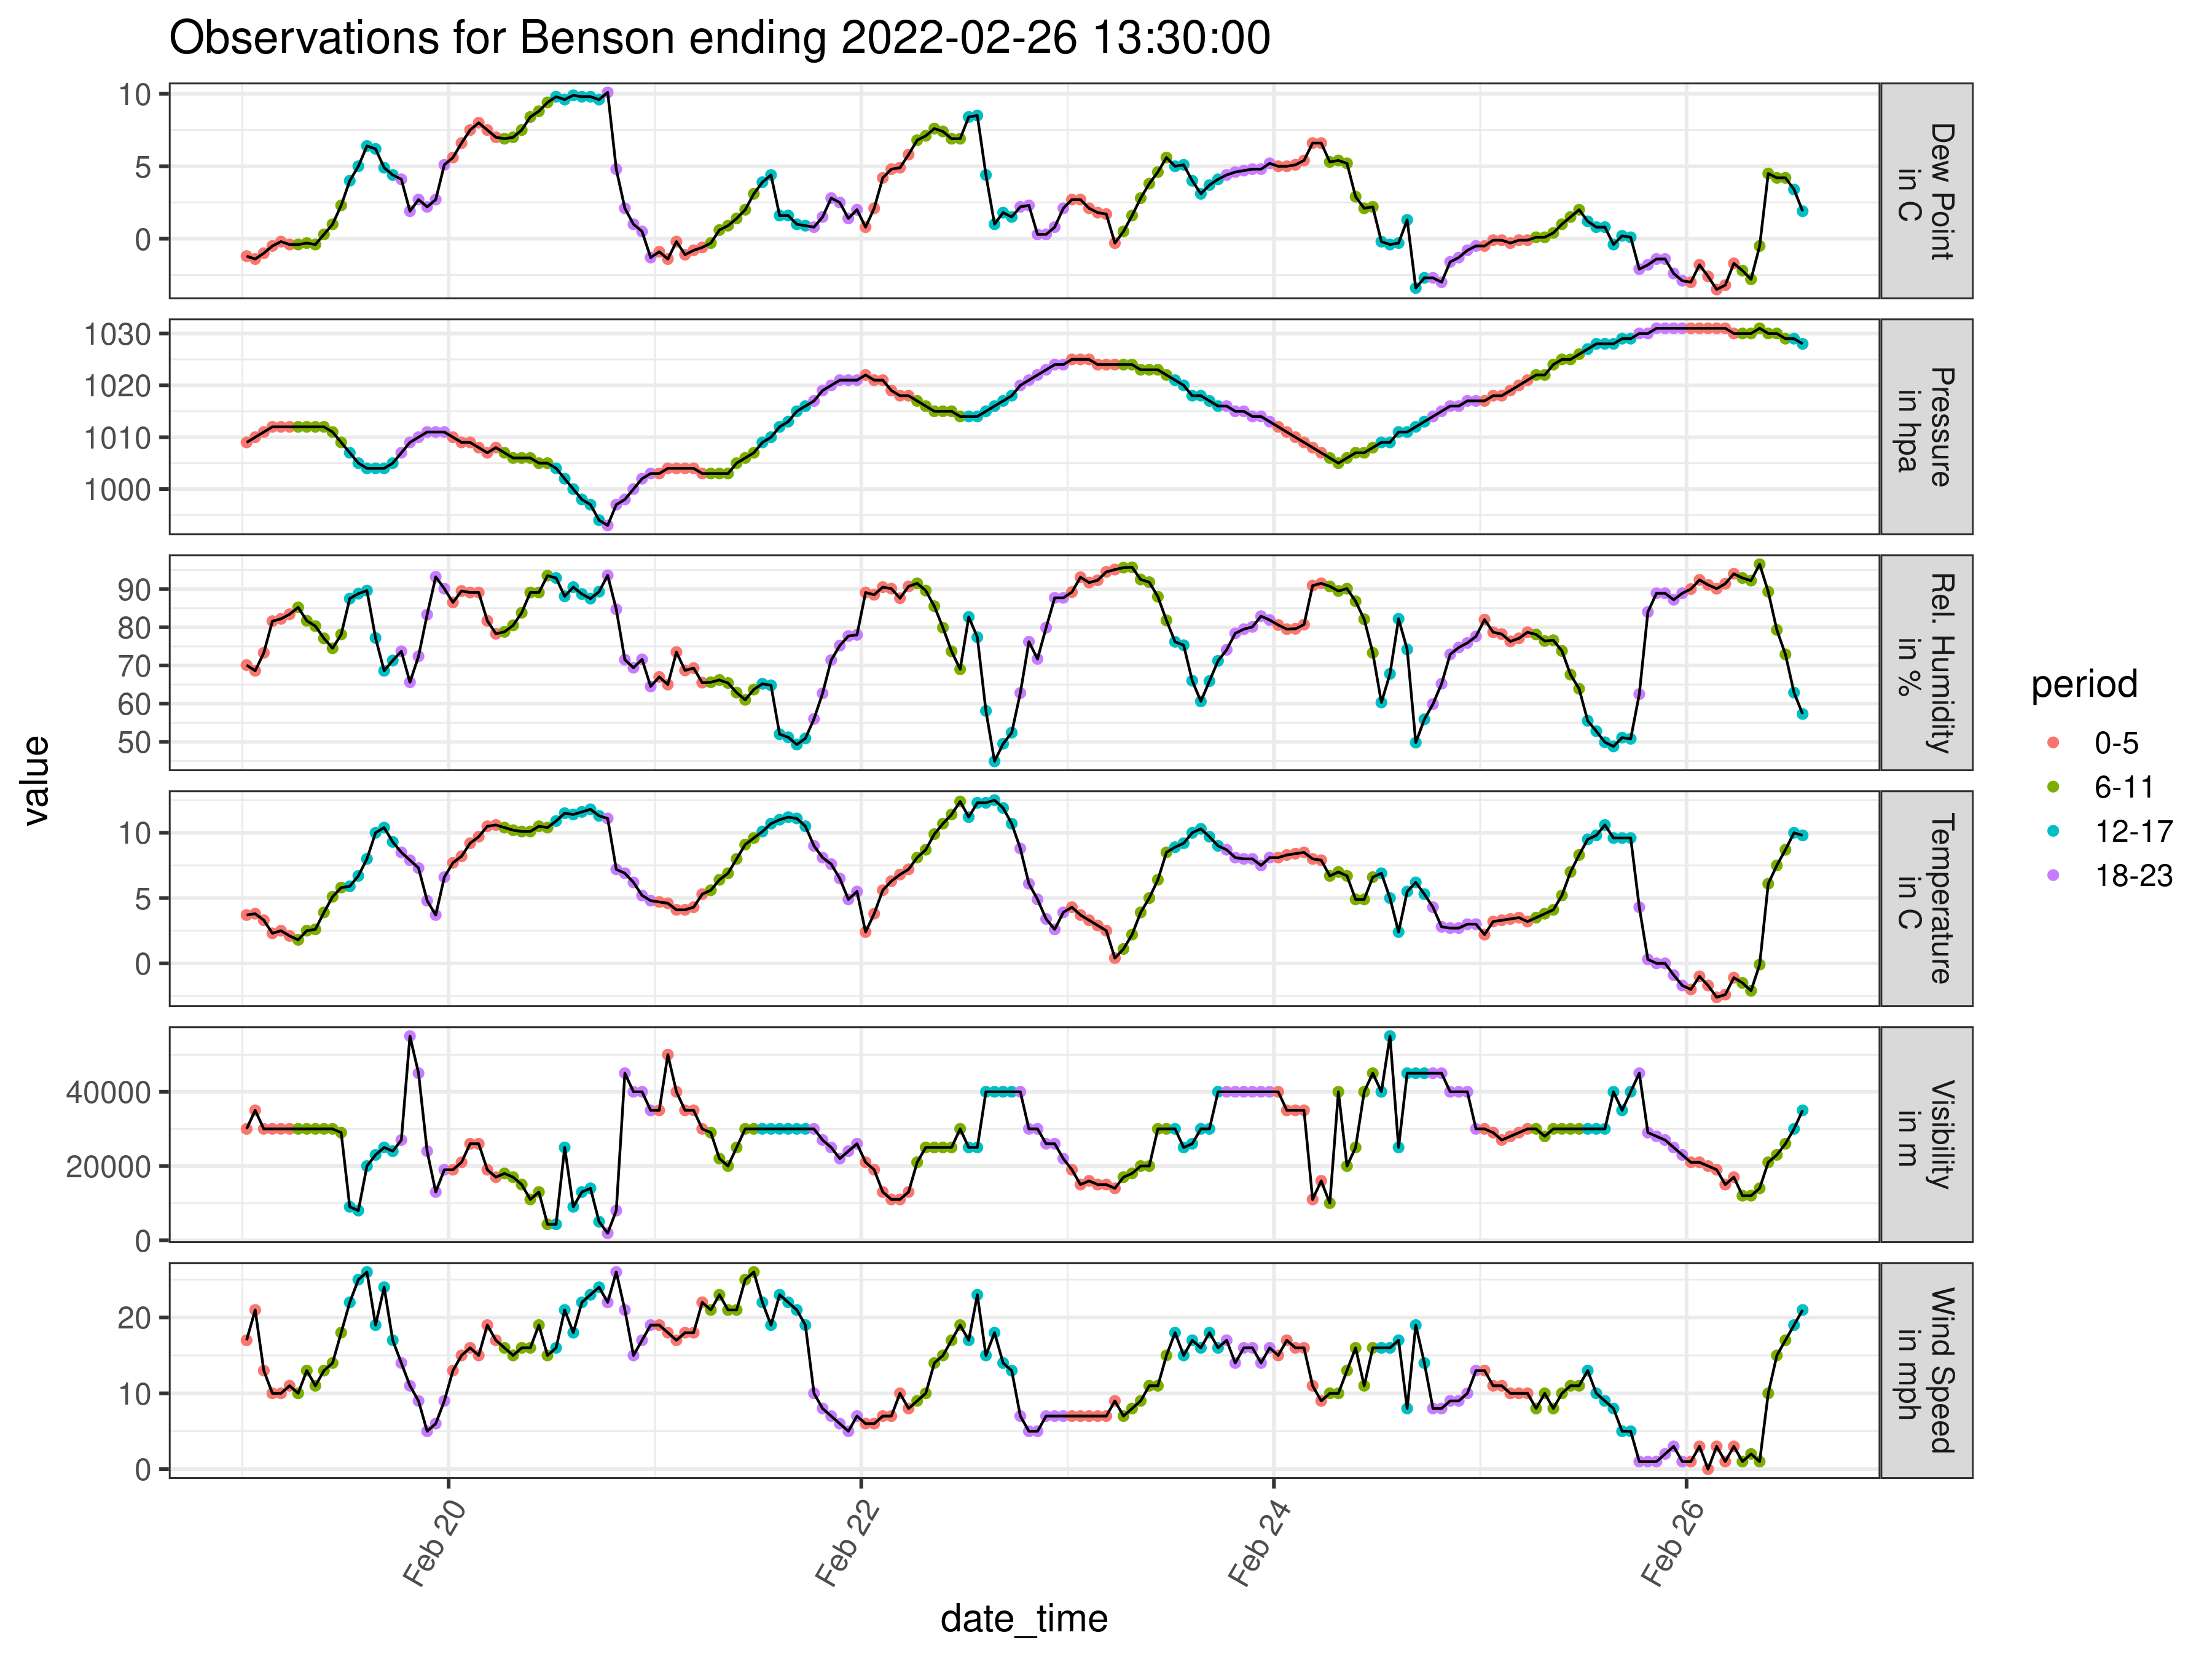 Observations for Benson ending 2022-02-26 13:30:00
value
10
5
0
Dew Point
in C
1030
1020
1010
1000
Pressure
in hpa
90
80
70
60
50
Rel. Humidity
in %
10
5
0
Temperature
in C
40000
20000
0
Visibility
in m
20
10
0
Wind Speed
in mph
Feb 20
Feb 22
Feb 24
Feb 26
date_time
period
0-5
6-11
12-17
18-23